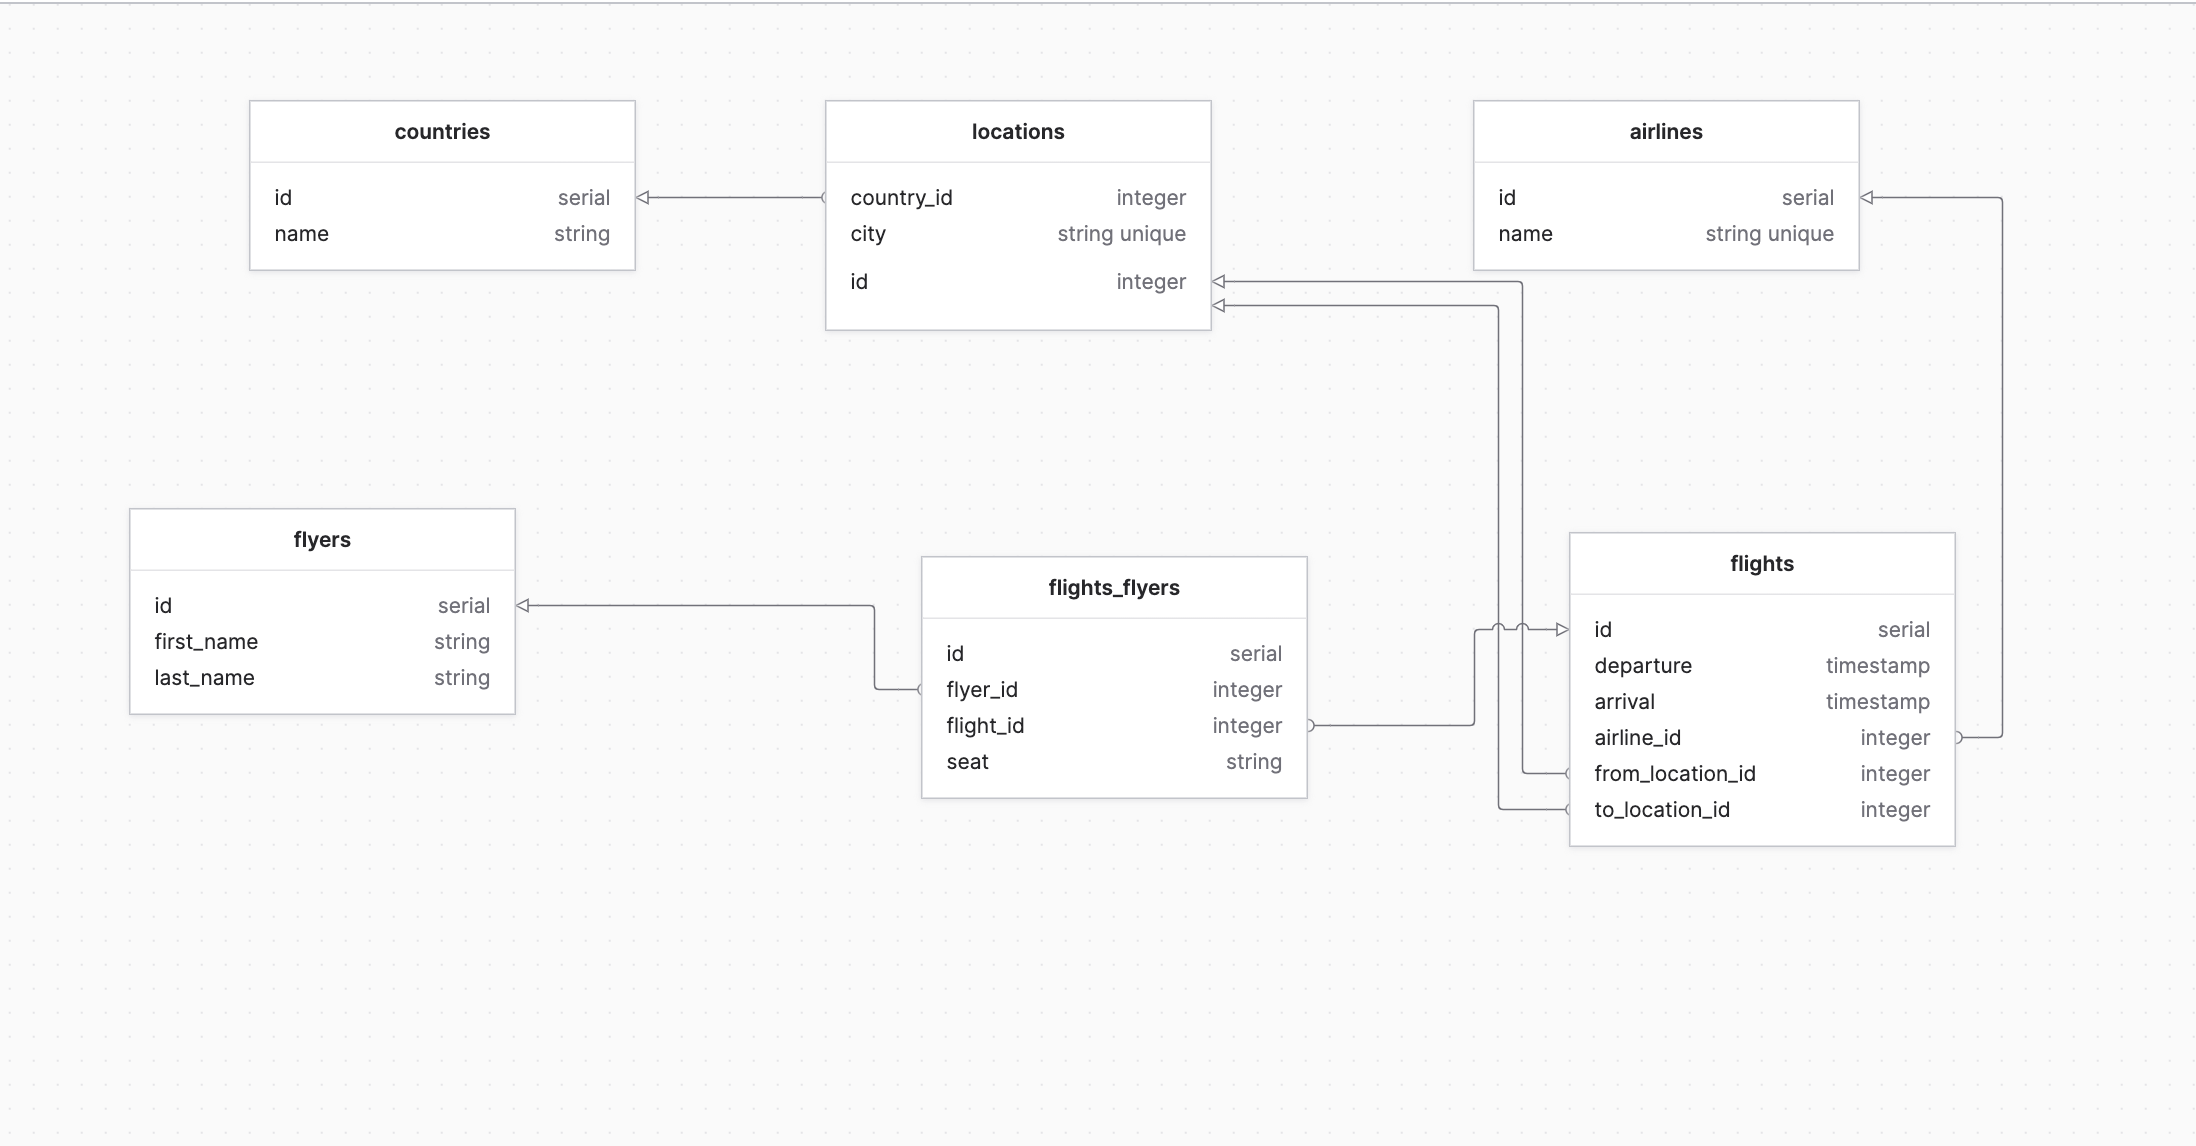 countries
id serial
name string
locations
country_id integer
city string unique
id integer
airlines
id serial
name string unique
flyers
id serial
first_name string
last_name string
flights_flyers
id serial
flyer_id integer
flight_id integer
seat string
flights
id serial
departure timestamp
arrival timestamp
airline_id integer
from_location_id integer
to_location_id integer